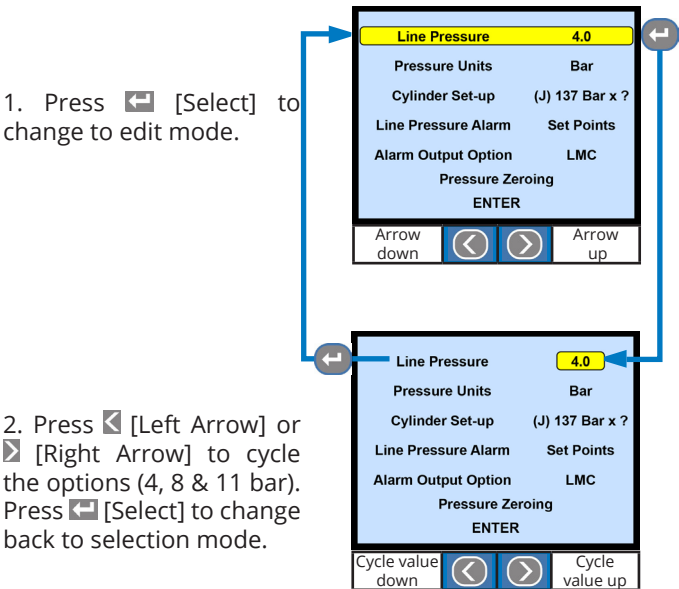 1. Press [Select] to
change to edit mode.
Line Pressure 4.0
Pressure Units Bar
Cylinder Set-up (J) 137 Bar x ?
Line Pressure Alarm Set Points
Alarm Output Option LMC
Pressure Zeroing
ENTER
Arrow
down
Arrow
up
2. Press [Left Arrow] or
[Right Arrow] to cycle
the options (4, 8 & 11 bar).
Press [Select] to change
back to selection mode.
Line Pressure 4.0
Pressure Units Bar
Cylinder Set-up (J) 137 Bar x ?
Line Pressure Alarm Set Points
Alarm Output Option LMC
Pressure Zeroing
ENTER
Cycle value
down
Cycle
value up